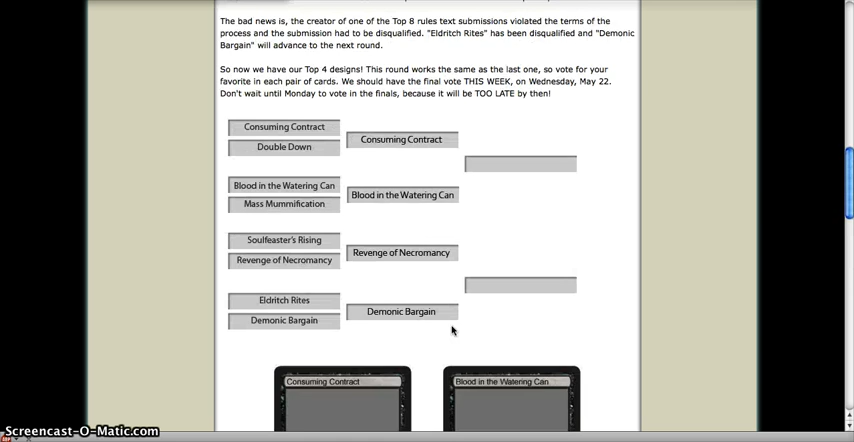 The bad news is, the creator of one of the Top 8 rules text submissions violated the terms of the
process and the submission had to be disqualified. "Eldritch Rites" has been disqualified and "Demonic
Bargain" will advance to the next round.
So now we have our Top 4 designs! This round works the same as the last one, so vote for your
favorite in each pair of cards. We should have the final vote THIS WEEK, on Wednesday, May 22.
Don't wait until Monday to vote in the finals, because it will be TOO LATE by then!
Consuming Contract
Double Down
Consuming Contract
Blood in the Watering Can
Mass Mummification
Blood in the Watering Can
Soulfeaster's Rising
Revenge of Necromancy
Revenge of Necromancy
Eldritch Rites
Demonic Bargain
Demonic Bargain
Consuming Contract
Blood in the Watering Can
Screencast-O-Matic.com